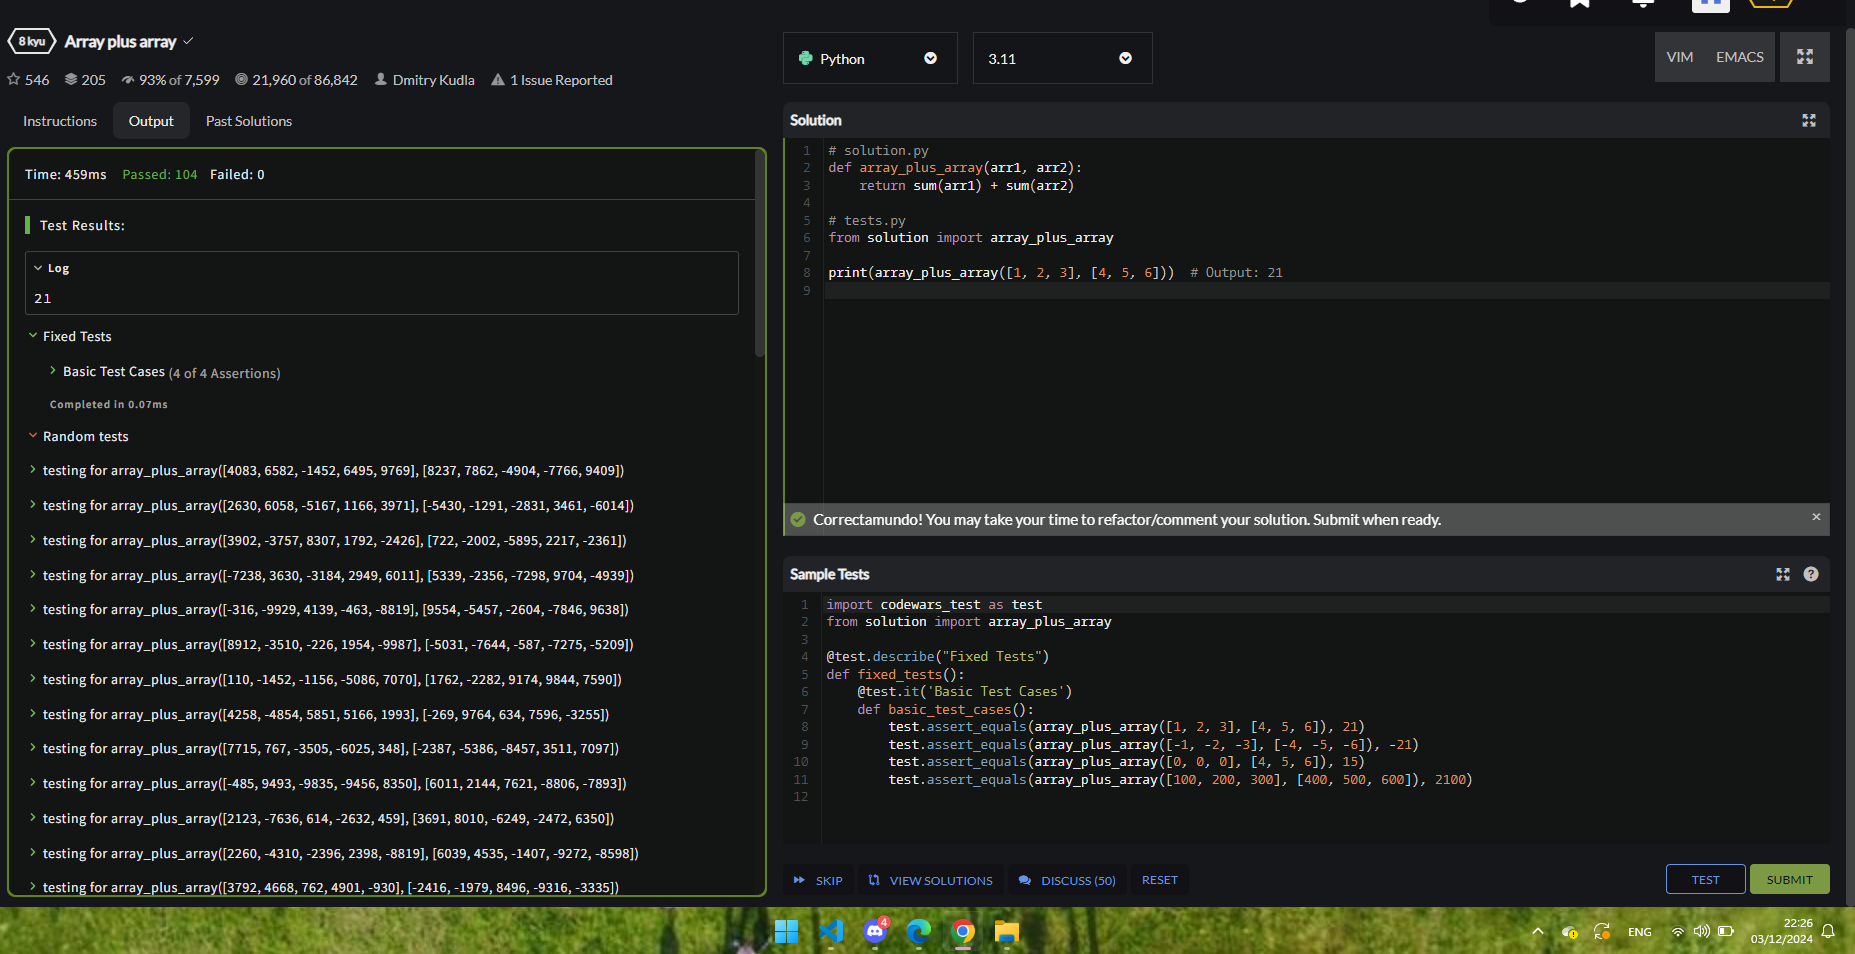 8 kyu Array plus array
546 205 93% of 7,599 21,960 of 86,842 Dmitry Kudla 1 Issue Reported
Instructions Output Past Solutions
Time: 459ms Passed: 104 Failed: 0
Test Results:
Log
21
Fixed Tests
Basic Test Cases (4 of 4 Assertions)
Completed in 0.07ms
Random tests
testing for array_plus_array([4083, 6582, -1452, 6495, 9769], [8237, 7862, -4904, -7766, 9409])
testing for array_plus_array([2630, 6058, -5167, 1166, 3971], [-5430, -1291, -2831, 3461, -6014])
testing for array_plus_array([3902, -3757, 8307, 1792, -2426], [722, -2002, -5895, 2217, -2361])
testing for array_plus_array([-7238, 3630, -3184, 2949, 6011], [5339, -2356, -7298, 9704, -4939])
testing for array_plus_array([-316, -9929, 4139, -463, -8819], [9554, -5457, -2604, -7846, 9638])
testing for array_plus_array([8912, -3510, -226, 1954, -9987], [-5031, -7644, -587, -7275, -5209])
testing for array_plus_array([110, -1452, -1156, -5086, 7070], [1762, -2282, 9174, 9844, 7590])
testing for array_plus_array([4258, -4854, 5851, 5166, 1993], [-269, 9764, 634, 7596, -3255])
testing for array_plus_array([7715, 767, -3505, -6025, 348], [-2387, -5386, -8457, 3511, 7097])
testing for array_plus_array([-485, 9493, -9835, -9456, 8350], [6011, 2144, 7621, -8806, -7893])
testing for array_plus_array([2123, -7636, 614, -2632, 459], [3691, 8010, -6249, -2472, 6350])
testing for array_plus_array([2260, -4310, -2396, 2398, -8819], [6039, 4535, -1407, -9272, -8598])
testing for array_plus_array([3792, 4668, 762, 4901, -930], [-2416, -1979, 8496, -9316, -3335])
Python 3.11 VIM EMACS
Solution
1 # solution.py
2 def array_plus_array(arr1, arr2):
3 return sum(arr1) + sum(arr2)
4
5 # tests.py
6 from solution import array_plus_array
7
8 print(array_plus_array([1, 2, 3], [4, 5, 6])) # Output: 21
9
Correctamundo! You may take your time to refactor/comment your solution. Submit when ready. ×
Sample Tests ?
1 import codewars_test as test
2 from solution import array_plus_array
3
4 @test.describe("Fixed Tests")
5 def fixed_tests():
6 @test.it('Basic Test Cases')
7 def basic_test_cases():
8 test.assert_equals(array_plus_array([1, 2, 3], [4, 5, 6]), 21)
9 test.assert_equals(array_plus_array([-1, -2, -3], [-4, -5, -6]), -21)
10 test.assert_equals(array_plus_array([0, 0, 0], [4, 5, 6]), 15)
11 test.assert_equals(array_plus_array([100, 200, 300], [400, 500, 600]), 2100)
12
SKIP VIEW SOLUTIONS DISCUSS (50) RESET TEST SUBMIT
4
ENG
22:26
03/12/2024